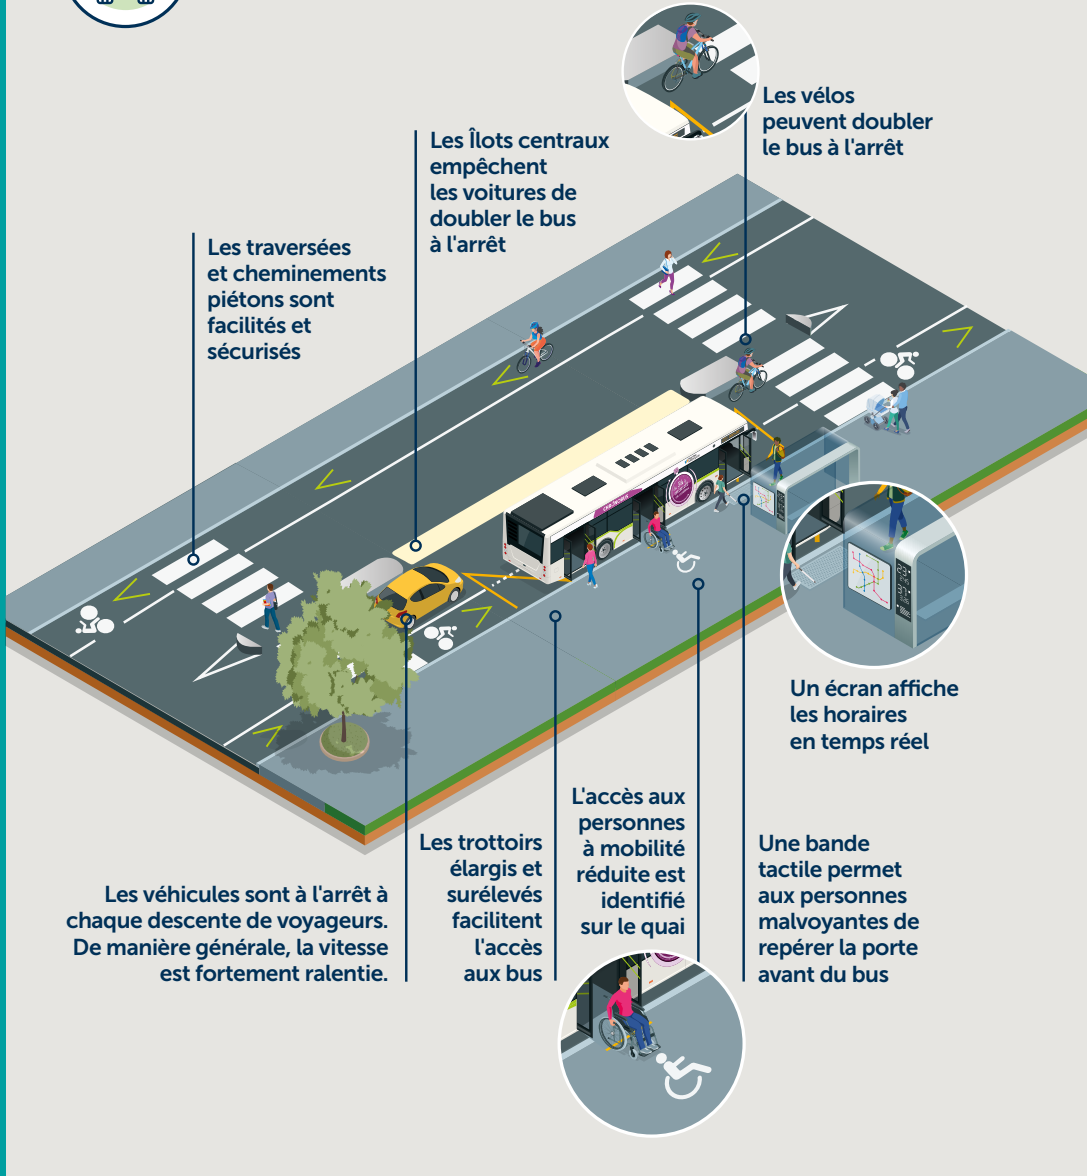 Les vélos
peuvent doubler
le bus à l'arrêt
Les Îlots centraux
empêchent
les voitures de
doubler le bus
à l'arrêt
Les traversées
et cheminements
piétons sont
facilités et
sécurisés
CHRONOBUS
Un écran affiche
les horaires
en temps réel
L'accès aux
personnes
à mobilité
réduite est
identifié
sur le quai
Les trottoirs
élargis et
surélevés
facilitent
l'accès
aux bus
Une bande
tactile permet
aux personnes
malvoyantes de
repérer la porte
avant du bus
Les véhicules sont à l'arrêt à
chaque descente de voyageurs.
De manière générale, la vitesse
est fortement ralentie.